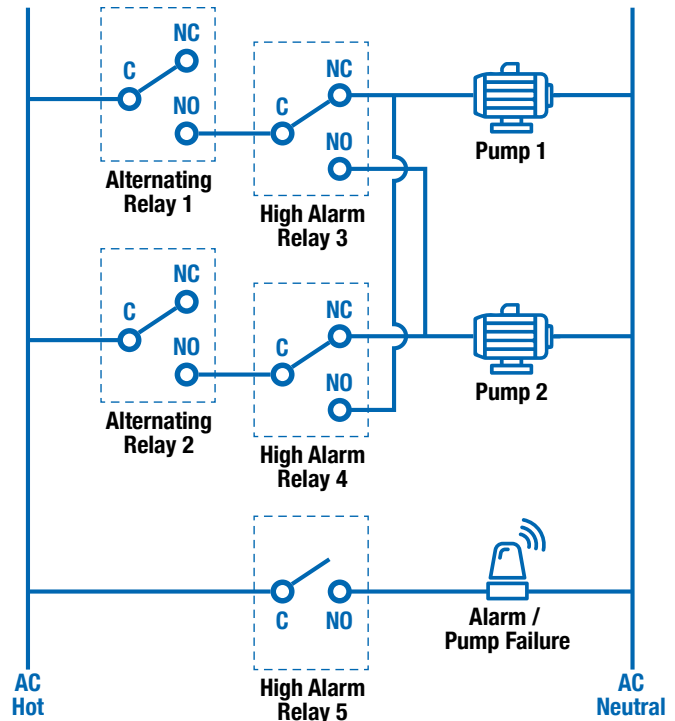 NC
C
NO
Alternating
Relay 1
NC
C
NO
High Alarm
Relay 3
Pump 1
NC
C
NO
Alternating
Relay 2
NC
C
NO
High Alarm
Relay 4
Pump 2
C
NO
High Alarm
Relay 5
Alarm /
Pump Failure
AC
Hot
AC
Neutral